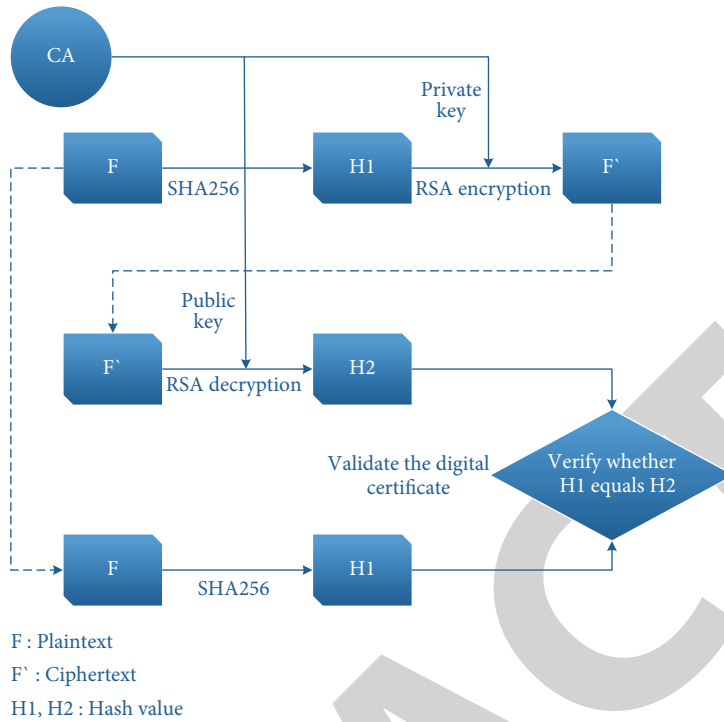 CA
Private
key
F
SHA256
H1
RSA encryption
F`
Public
key
F`
RSA decryption
H2
Validate the digital
certificate
Verify whether
H1 equals H2
F
SHA256
H1
F : Plaintext
F` : Ciphertext
H1, H2 : Hash value